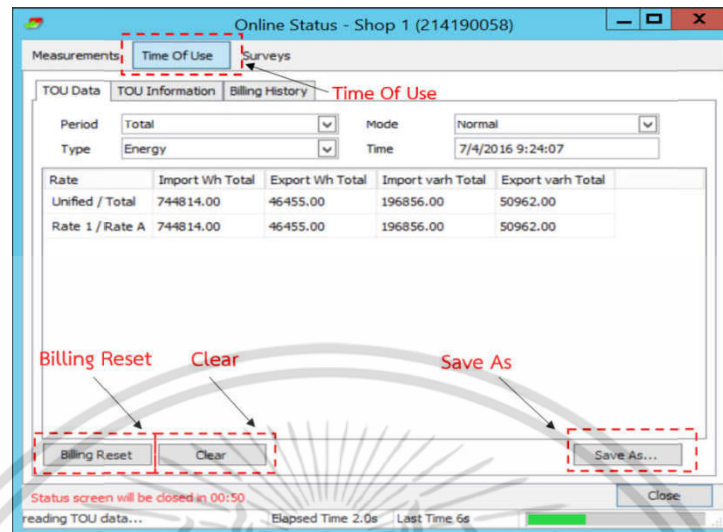 Online Status - Shop 1 (214190058)
Measurements Time Of Use Surveys
TOU Data TOU Information Billing History Time Of Use
Period Total Mode Normal
Type Energy Time 7/4/2016 9:24:07
Rate Import Wh Total Export Wh Total Import varh Total Export varh Total
Unified / Total 744814.00 46455.00 196856.00 50962.00
Rate 1 / Rate A 744814.00 46455.00 196856.00 50962.00
Billing Reset Clear Save As
Billing Reset Clear Save As...
Status screen will be closed in 00:50 Close
reading TOU data... Elapsed Time 2.0s Last Time 6s